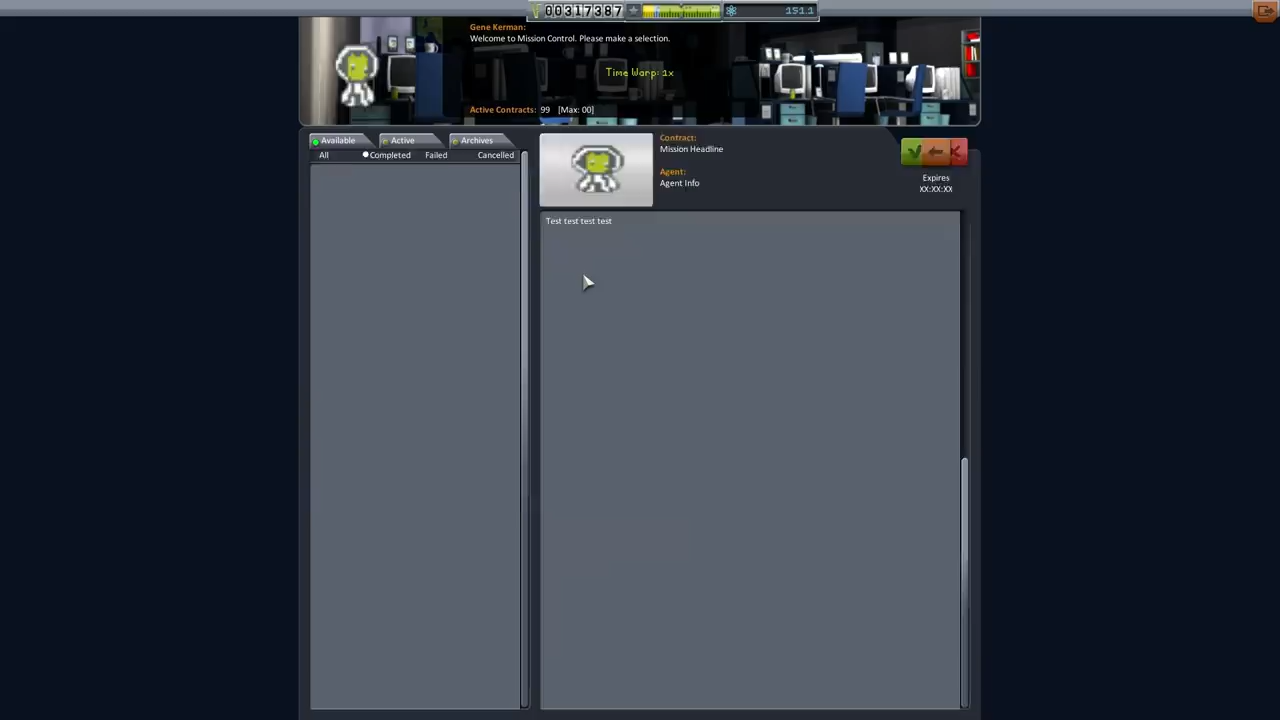 00317387 151.1
Gene Kerman:
Welcome to Mission Control. Please make a selection.
Time Warp: 1x
Active Contracts: 99 [Max: 00]
Available Active Archives
All Completed Failed Cancelled
Contract:
Mission Headline
Agent:
Agent Info
Expires
XX:XX:XX
Test test test test